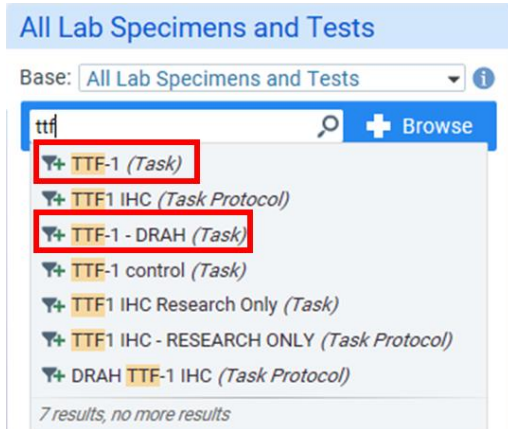 All Lab Specimens and Tests
Base: All Lab Specimens and Tests
ttf Browse
TTF-1 (Task)
TTF1 IHC (Task Protocol)
TTF-1 - DRAH (Task)
TTF-1 control (Task)
TTF1 IHC Research Only (Task)
TTF1 IHC - RESEARCH ONLY (Task Protocol)
DRAH TTF-1 IHC (Task Protocol)
7 results, no more results